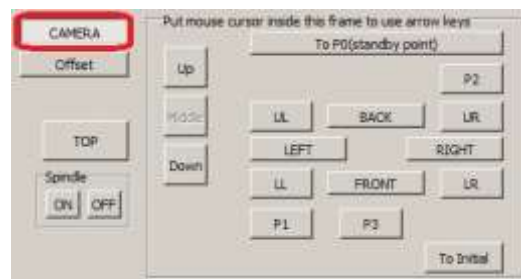 CAMERA
Offset
TOP
Spindle
ON OFF
Put mouse cursor inside this frame to use arrow keys
To P0(standby point)
Up
P2
Middle
UL BACK UR
LEFT RIGHT
Down
LL FRONT LR
P1 P3
To Initial